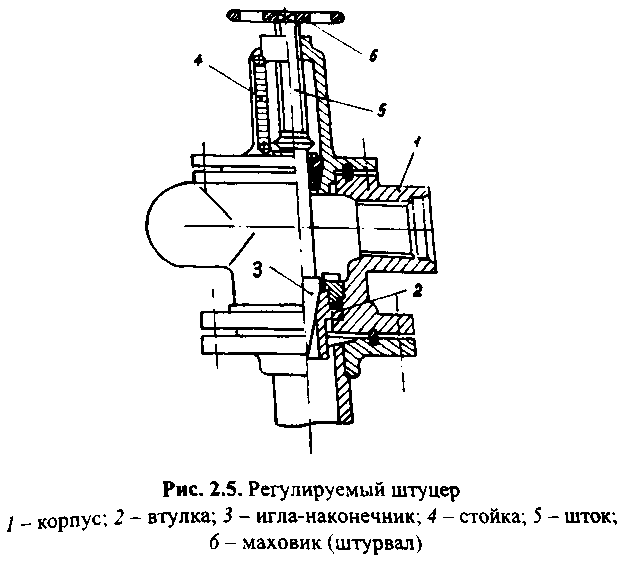 6
4
5
1
3
2
Рис. 2.5. Регулируемый штуцер
1 – корпус; 2 – втулка; 3 – игла-наконечник; 4 – стойка; 5 – шток;
6 – маховик (штурвал)